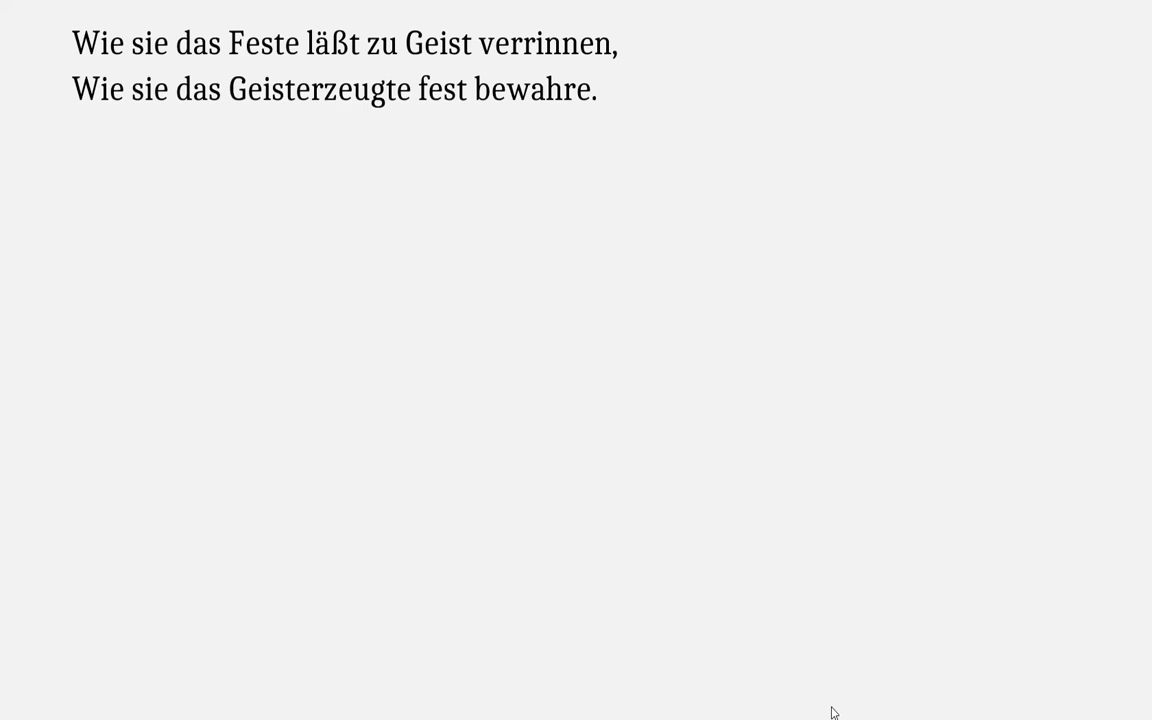 Wie sie das Feste läßt zu Geist verrinnen,
Wie sie das Geisterzeugte fest bewahre.